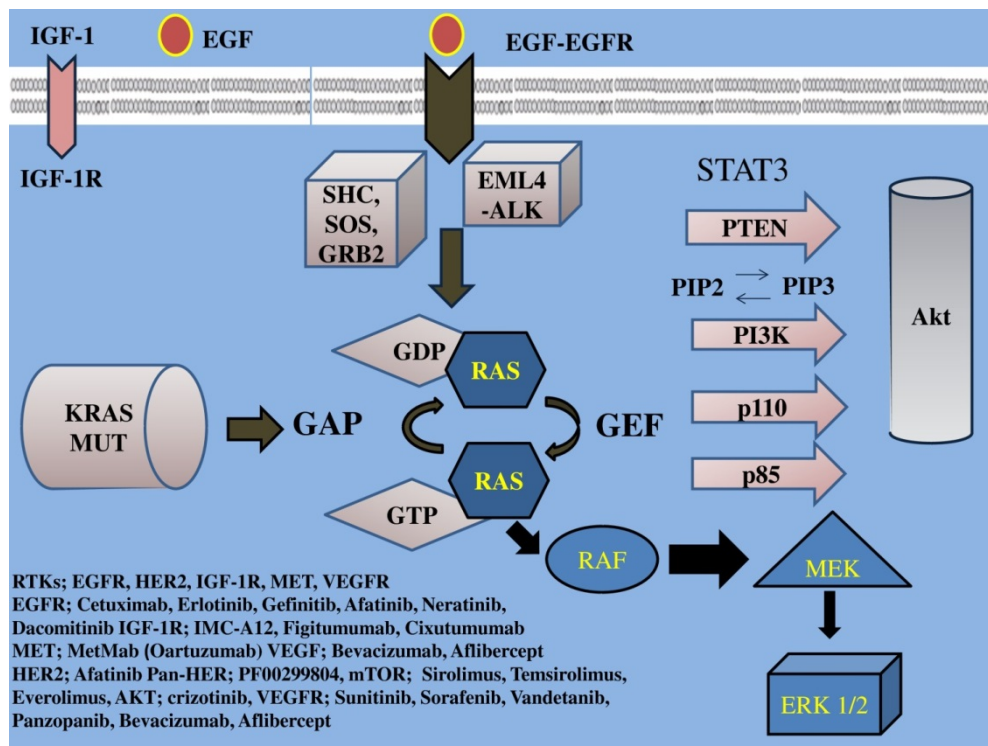 IGF-1
EGF
EGF-EGFR
IGF-1R
SHC,
SOS,
GRB2
EML4
-ALK
STAT3
PTEN
PIP2
PIP3
PI3K
p110
p85
Akt
GDP
RAS
KRAS
MUT
GAP
GEF
RAS
GTP
RAF
MEK
ERK 1/2
RTKs; EGFR, HER2, IGF-1R, MET, VEGFR
EGFR; Cetuximab, Erlotinib, Gefinitib, Afatinib, Neratinib,
Dacomitinib IGF-1R; IMC-A12, Figitumumab, Cixutumumab
MET; MetMab (Oartuzumab) VEGF; Bevacizumab, Aflibercept
HER2; Afatinib Pan-HER; PF00299804, mTOR;  Sirolimus, Temsirolimus,
Everolimus, AKT; crizotinib, VEGFR; Sunitinib, Sorafenib, Vandetanib,
Panzopanib, Bevacizumab, Aflibercept